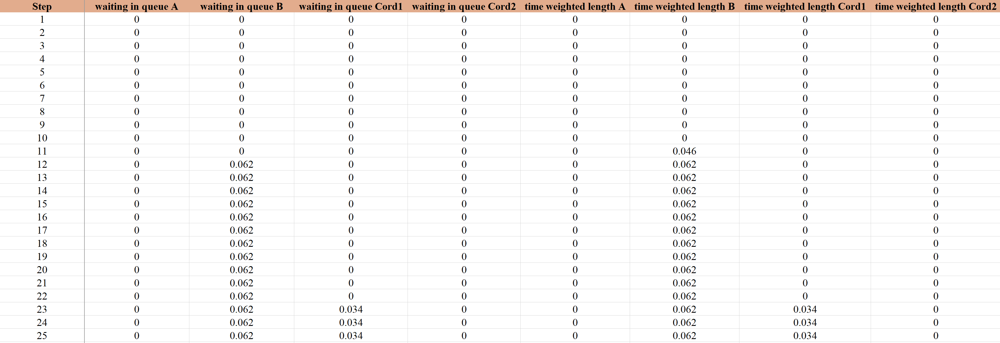 Step waiting in queue A waiting in queue B waiting in queue Cord1 waiting in queue Cord2 time weighted length A time weighted length B time weighted length Cord1 time weighted length Cord2
1 0 0 0 0 0 0 0 0
2 0 0 0 0 0 0 0 0
3 0 0 0 0 0 0 0 0
4 0 0 0 0 0 0 0 0
5 0 0 0 0 0 0 0 0
6 0 0 0 0 0 0 0 0
7 0 0 0 0 0 0 0 0
8 0 0 0 0 0 0 0 0
9 0 0 0 0 0 0 0 0
10 0 0 0 0 0 0 0 0
11 0 0 0 0 0 0.046 0 0
12 0 0.062 0 0 0 0.062 0 0
13 0 0.062 0 0 0 0.062 0 0
14 0 0.062 0 0 0 0.062 0 0
15 0 0.062 0 0 0 0.062 0 0
16 0 0.062 0 0 0 0.062 0 0
17 0 0.062 0 0 0 0.062 0 0
18 0 0.062 0 0 0 0.062 0 0
19 0 0.062 0 0 0 0.062 0 0
20 0 0.062 0 0 0 0.062 0 0
21 0 0.062 0 0 0 0.062 0 0
22 0 0.062 0 0 0 0.062 0 0
23 0 0.062 0.034 0 0 0.062 0.034 0
24 0 0.062 0.034 0 0 0.062 0.034 0
25 0 0.062 0.034 0 0 0.062 0.034 0